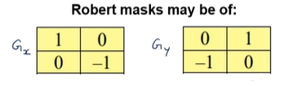 Robert masks may be of:
Gx 1 0 Gy 0 1
0 -1 -1 0